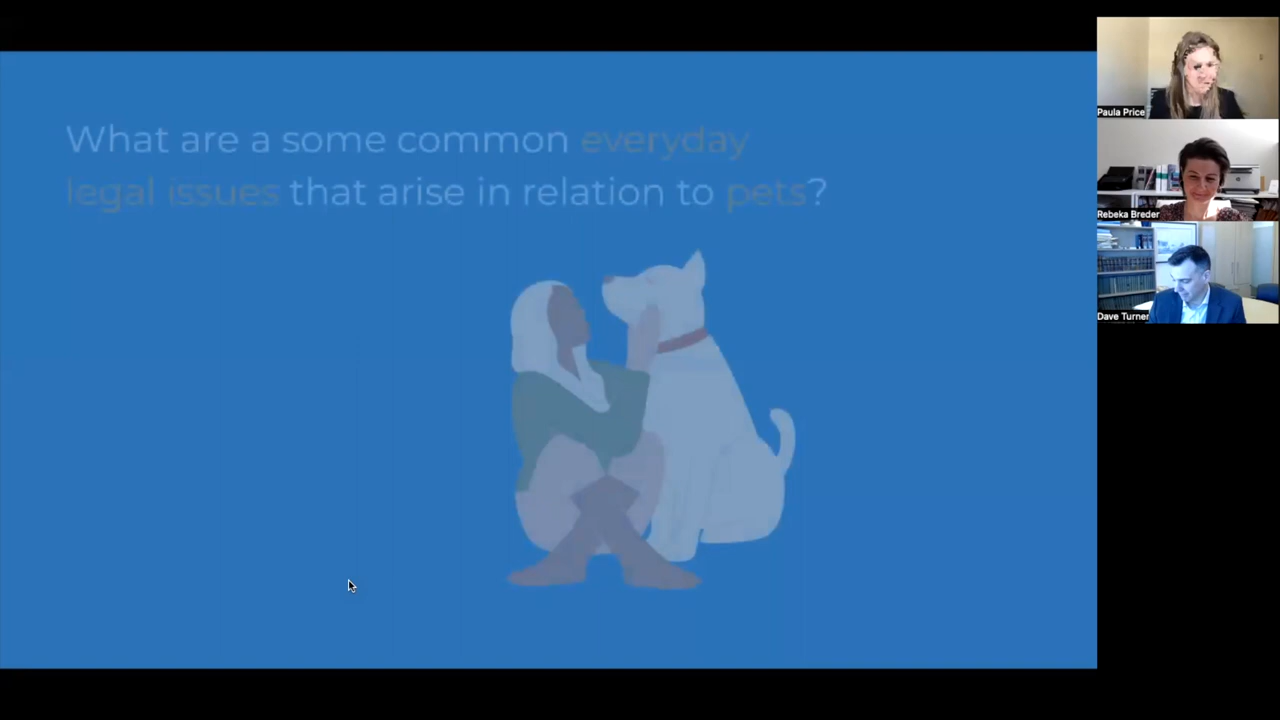 What are a some common everyday
legal issues that arise in relation to pets?
Paula Price
Rebeka Breder
Dave Turner